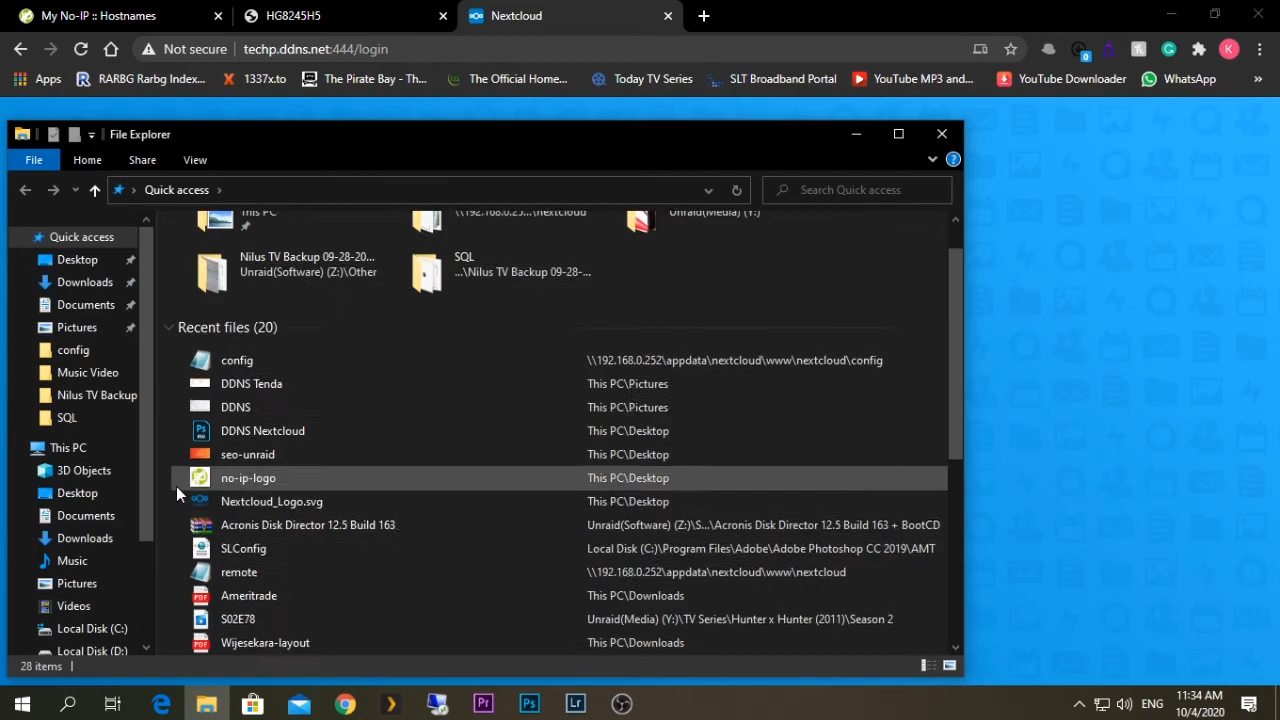 My No-IP :: Hostnames
HG8245H5
Nextcloud
Not secure
techp.ddns.net:444/login
0
K
Apps
RARBG Rarbg Index...
1337x.to
The Pirate Bay - Th...
The Official Home...
Today TV Series
SLT Broadband Portal
YouTube MP3 and...
YouTube Downloader
WhatsApp
»
File Explorer
File
Home
Share
View
Quick access
Search Quick access
This PC
\\192.168.0.25...\nextcloud
Unraid(Media) (Y:)
Nilus TV Backup 09-28-20...
Unraid(Software) (Z:)\Other
SQL
...\Nilus TV Backup 09-28-...
Quick access
Desktop
Downloads
Documents
Pictures
config
Music Video
Nilus TV Backup
SQL
This PC
3D Objects
Desktop
Documents
Downloads
Music
Pictures
Videos
Local Disk (C:)
Local Disk (D:)
Recent files (20)
config \\192.168.0.252\appdata\nextcloud\www\nextcloud\config
DDNS Tenda This PC\Pictures
DDNS This PC\Pictures
DDNS Nextcloud This PC\Desktop
seo-unraid This PC\Desktop
no-ip-logo This PC\Desktop
Nextcloud_Logo.svg This PC\Desktop
Acronis Disk Director 12.5 Build 163 Unraid(Software) (Z:)\S...\Acronis Disk Director 12.5 Build 163 + BootCD
SLConfig Local Disk (C:)\Program Files\Adobe\Adobe Photoshop CC 2019\AMT
remote \\192.168.0.252\appdata\nextcloud\www\nextcloud
Ameritrade This PC\Downloads
S02E78 Unraid(Media) (Y:)\TV Series\Hunter x Hunter (2011)\Season 2
Wijesekara-layout This PC\Downloads
28 items
Pr
Ps
Lr
ENG
11:34 AM
10/4/2020